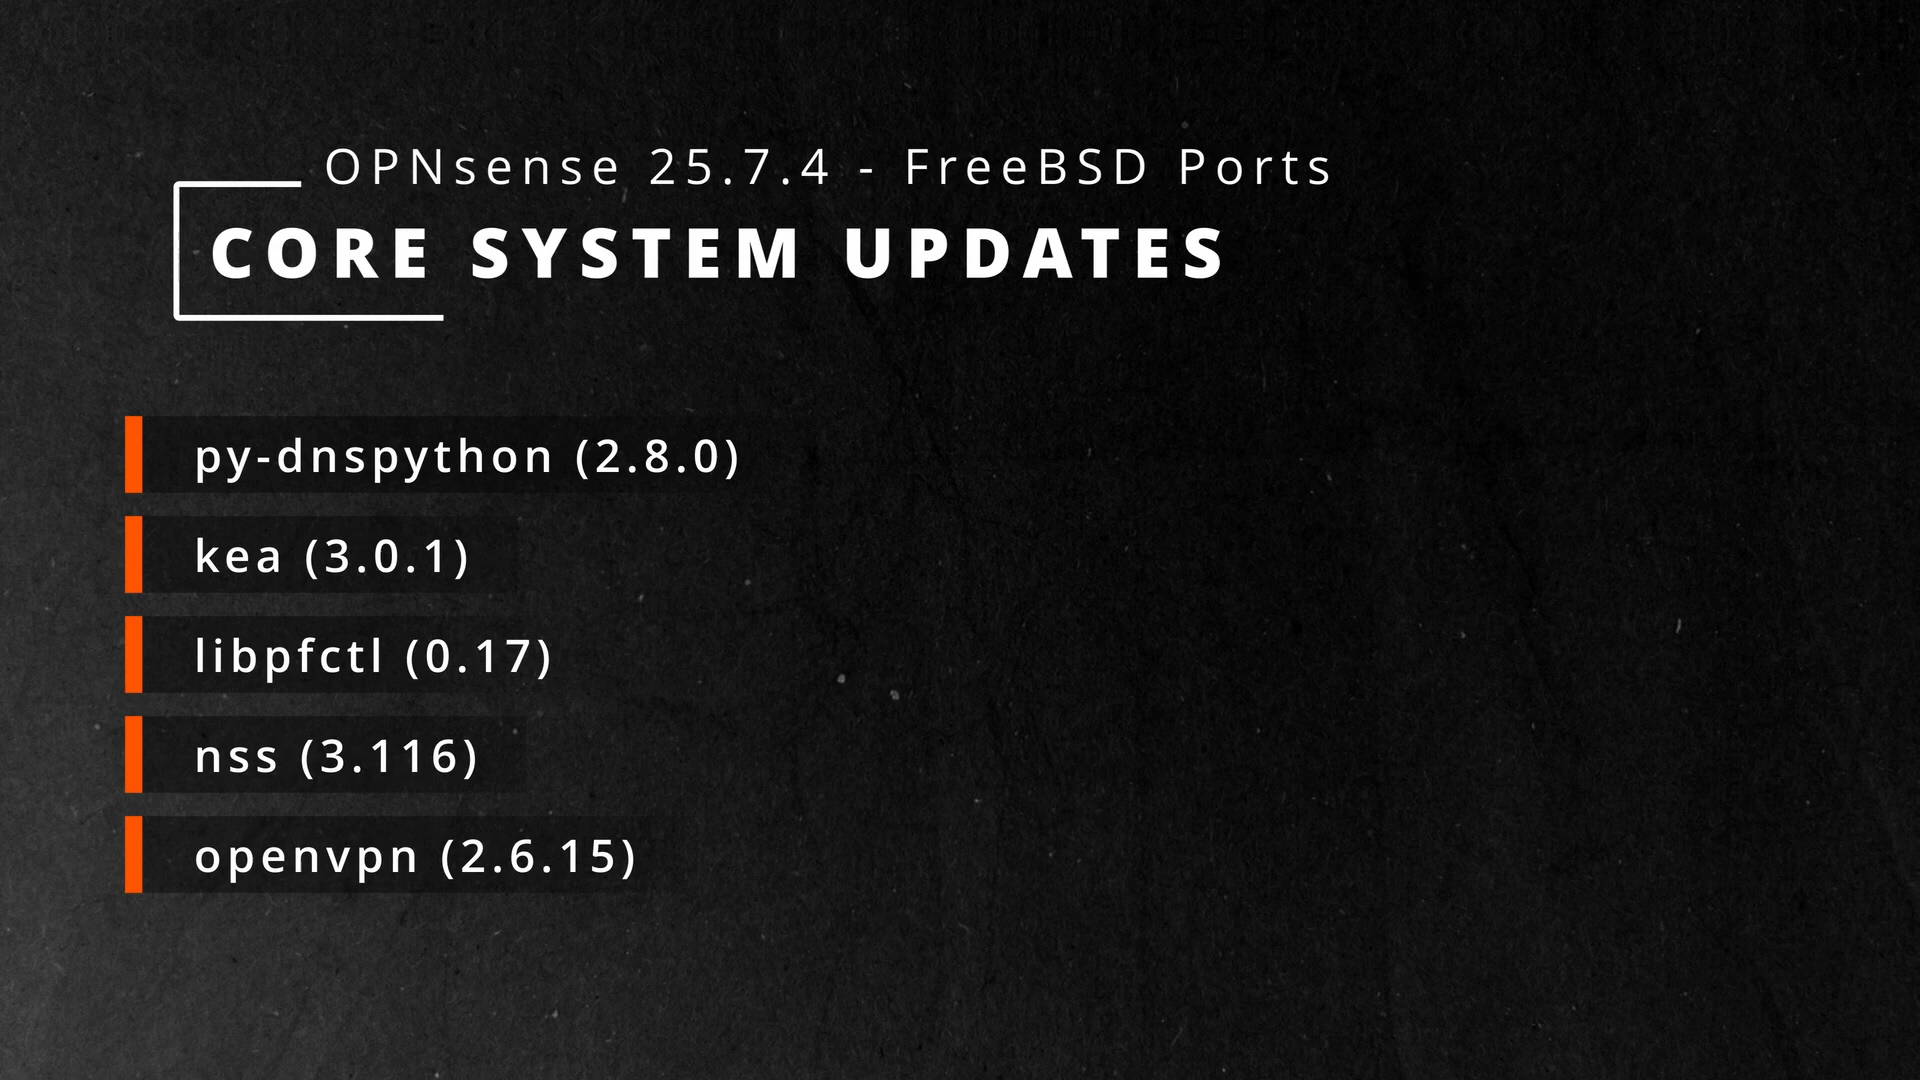 OPNsense 25.7.4 - FreeBSD Ports
CORE SYSTEM UPDATES
py-dnspython (2.8.0)
kea (3.0.1)
libpfctl (0.17)
nss (3.116)
openvpn (2.6.15)